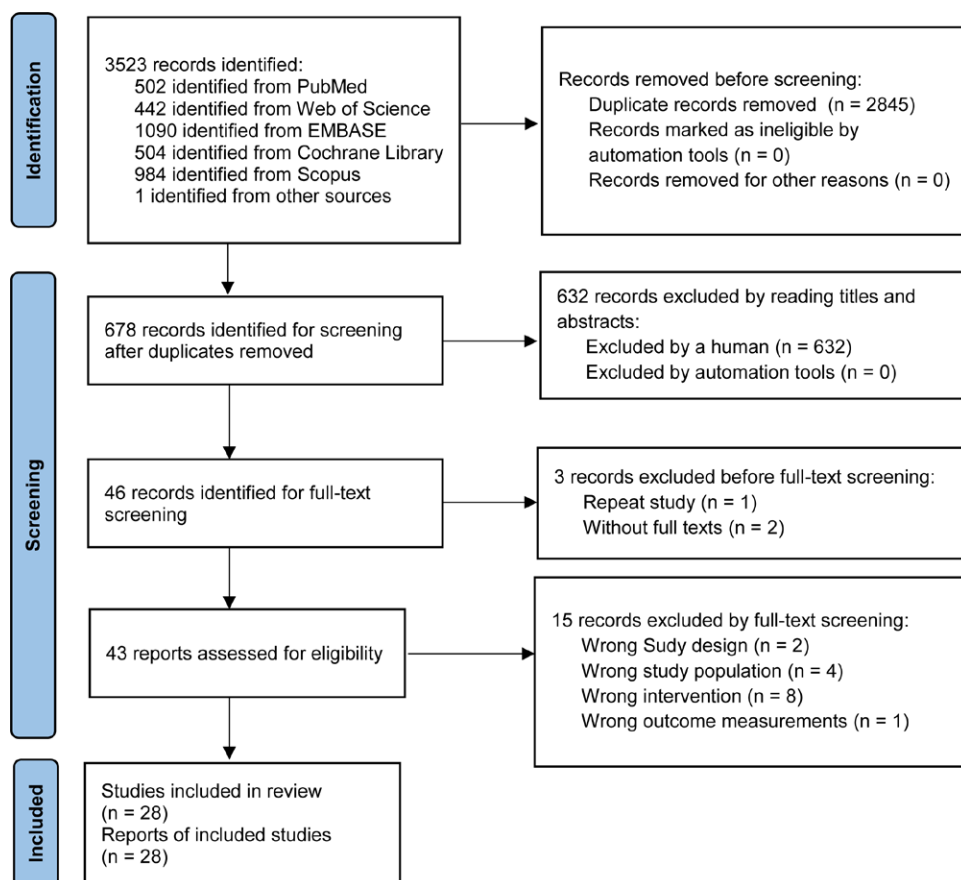 Identification
3523 records identified:
502 identified from PubMed
442 identified from Web of Science
1090 identified from EMBASE
504 identified from Cochrane Library
984 identified from Scopus
1 identified from other sources
Records removed before screening:
Duplicate records removed (n = 2845)
Records marked as ineligible by
automation tools (n = 0)
Records removed for other reasons (n = 0)
Screening
678 records identified for screening
after duplicates removed
632 records excluded by reading titles and
abstracts:
Excluded by a human (n = 632)
Excluded by automation tools (n = 0)
46 records identified for full-text
screening
3 records excluded before full-text screening:
Repeat study (n = 1)
Without full texts (n = 2)
43 reports assessed for eligibility
15 records excluded by full-text screening:
Wrong Sudy design (n = 2)
Wrong study population (n = 4)
Wrong intervention (n = 8)
Wrong outcome measurements (n = 1)
Included
Studies included in review
(n = 28)
Reports of included studies
(n = 28)